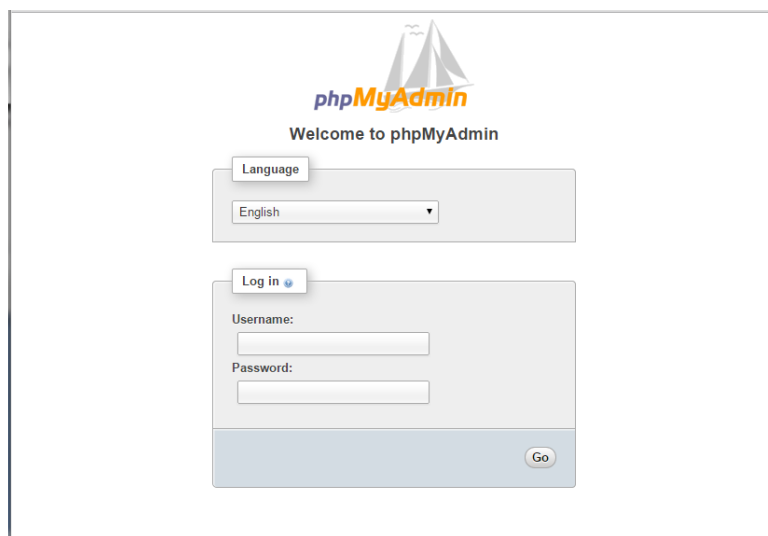 phpMyAdmin
Welcome to phpMyAdmin
Language
English
Log in
Username:
Password:
Go